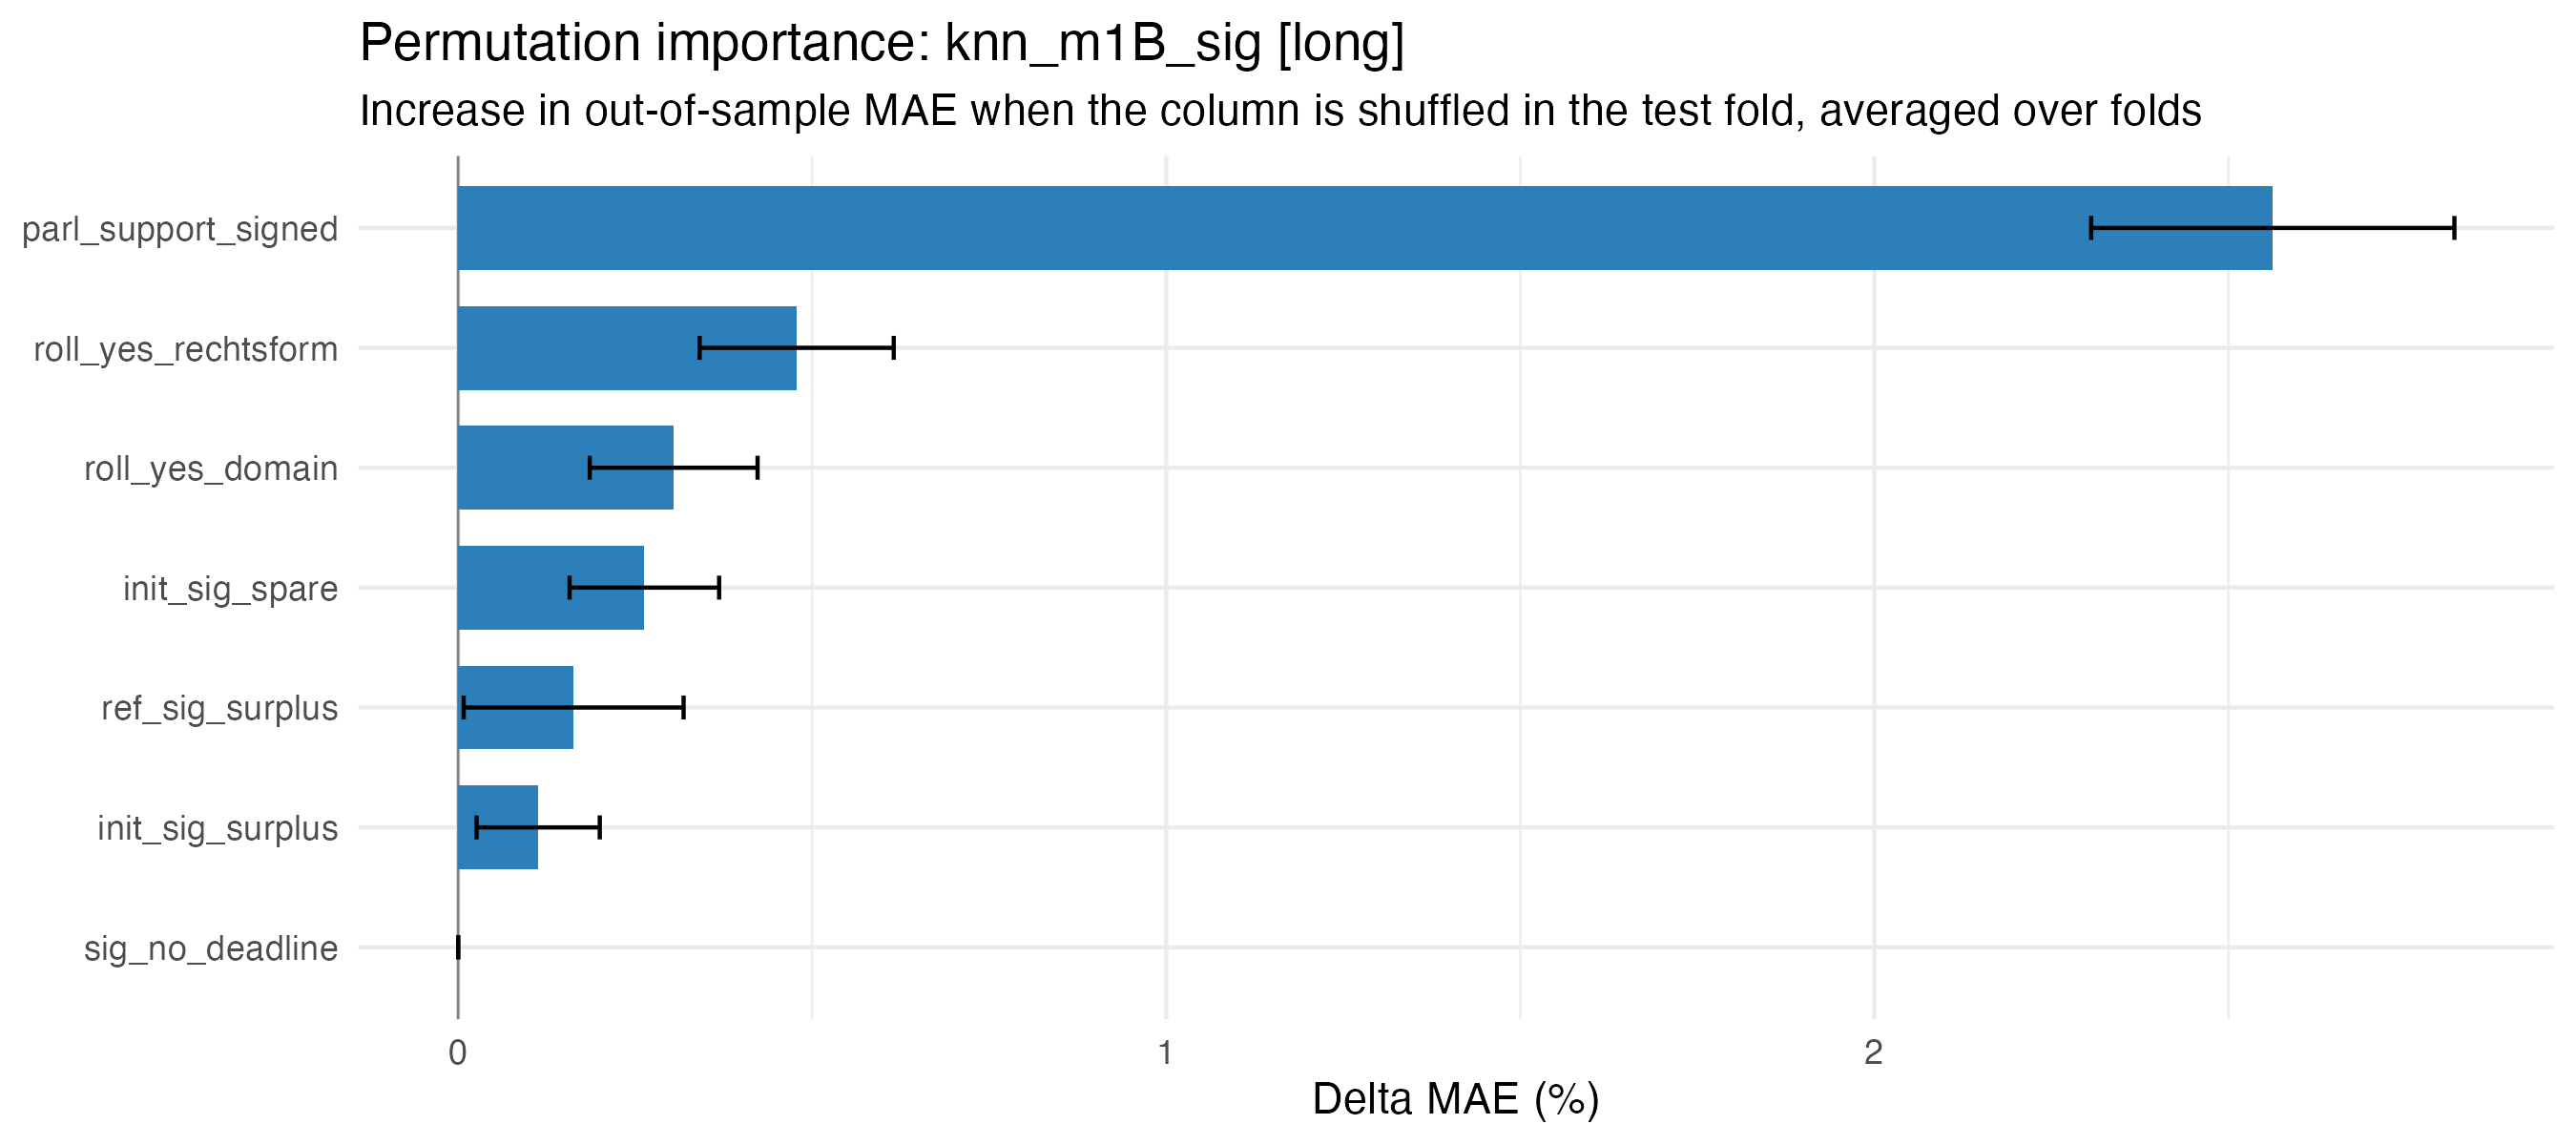 Permutation importance: knn_m1B_sig [long]
Increase in out-of-sample MAE when the column is shuffled in the test fold, averaged over folds
parl_support_signed
roll_yes_rechtsform
roll_yes_domain
init_sig_spare
ref_sig_surplus
init_sig_surplus
sig_no_deadline
0 1 2
Delta MAE (%)